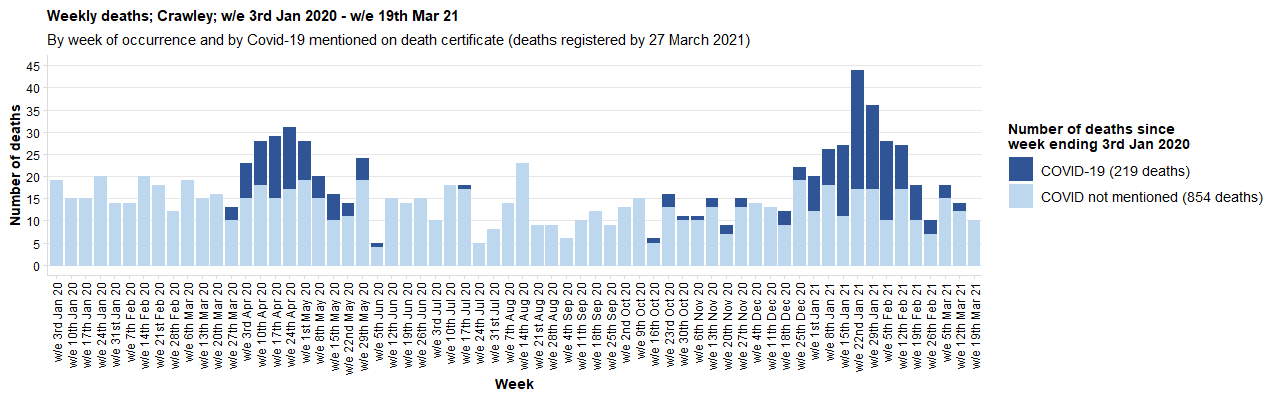 Weekly deaths; Crawley; w/e 3rd Jan 2020 - w/e 19th Mar 21
By week of occurrence and by Covid-19 mentioned on death certificate (deaths registered by 27 March 2021)
Number of deaths
45
40
35
30
25
20
15
10
5
0
w/e 3rd Jan 20
w/e 10th Jan 20
w/e 17th Jan 20
w/e 24th Jan 20
w/e 31st Jan 20
w/e 7th Feb 20
w/e 14th Feb 20
w/e 21st Feb 20
w/e 28th Feb 20
w/e 6th Mar 20
w/e 13th Mar 20
w/e 20th Mar 20
w/e 27th Mar 20
w/e 3rd Apr 20
w/e 10th Apr 20
w/e 17th Apr 20
w/e 24th Apr 20
w/e 1st May 20
w/e 8th May 20
w/e 15th May 20
w/e 22nd May 20
w/e 29th May 20
w/e 5th Jun 20
w/e 12th Jun 20
w/e 19th Jun 20
w/e 26th Jun 20
w/e 3rd Jul 20
w/e 10th Jul 20
w/e 17th Jul 20
w/e 24th Jul 20
w/e 31st Jul 20
w/e 7th Aug 20
w/e 14th Aug 20
w/e 21st Aug 20
w/e 28th Aug 20
w/e 4th Sep 20
w/e 11th Sep 20
w/e 18th Sep 20
w/e 25th Sep 20
w/e 2nd Oct 20
w/e 9th Oct 20
w/e 16th Oct 20
w/e 23rd Oct 20
w/e 30th Oct 20
w/e 6th Nov 20
w/e 13th Nov 20
w/e 20th Nov 20
w/e 27th Nov 20
w/e 4th Dec 20
w/e 11th Dec 20
w/e 18th Dec 20
w/e 25th Dec 20
w/e 1st Jan 21
w/e 8th Jan 21
w/e 15th Jan 21
w/e 22nd Jan 21
w/e 29th Jan 21
w/e 5th Feb 21
w/e 12th Feb 21
w/e 19th Feb 21
w/e 26th Feb 21
w/e 5th Mar 21
w/e 12th Mar 21
w/e 19th Mar 21
Week
Number of deaths since
week ending 3rd Jan 2020
COVID-19 (219 deaths)
COVID not mentioned (854 deaths)